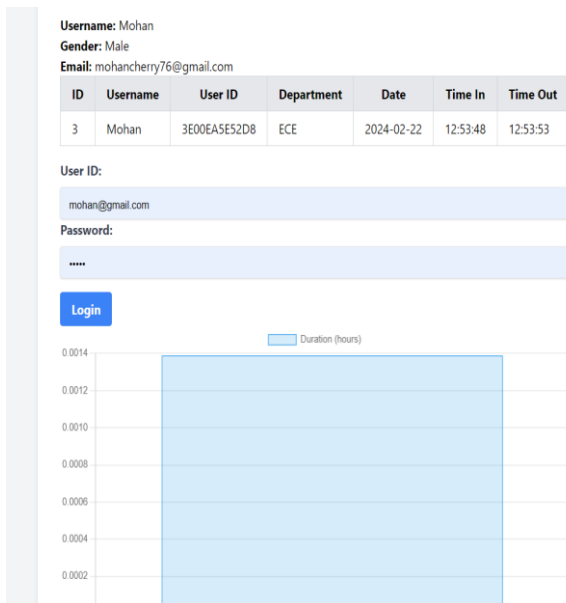 Username: Mohan
Gender: Male
Email: mohancherry76@gmail.com
ID Username User ID Department Date Time In Time Out
3 Mohan 3E00EA5E52D8 ECE 2024-02-22 12:53:48 12:53:53
User ID:
mohan@gmail.com
Password:
•••••
Login
Duration (hours)
0.0014
0.0012
0.0010
0.0008
0.0006
0.0004
0.0002